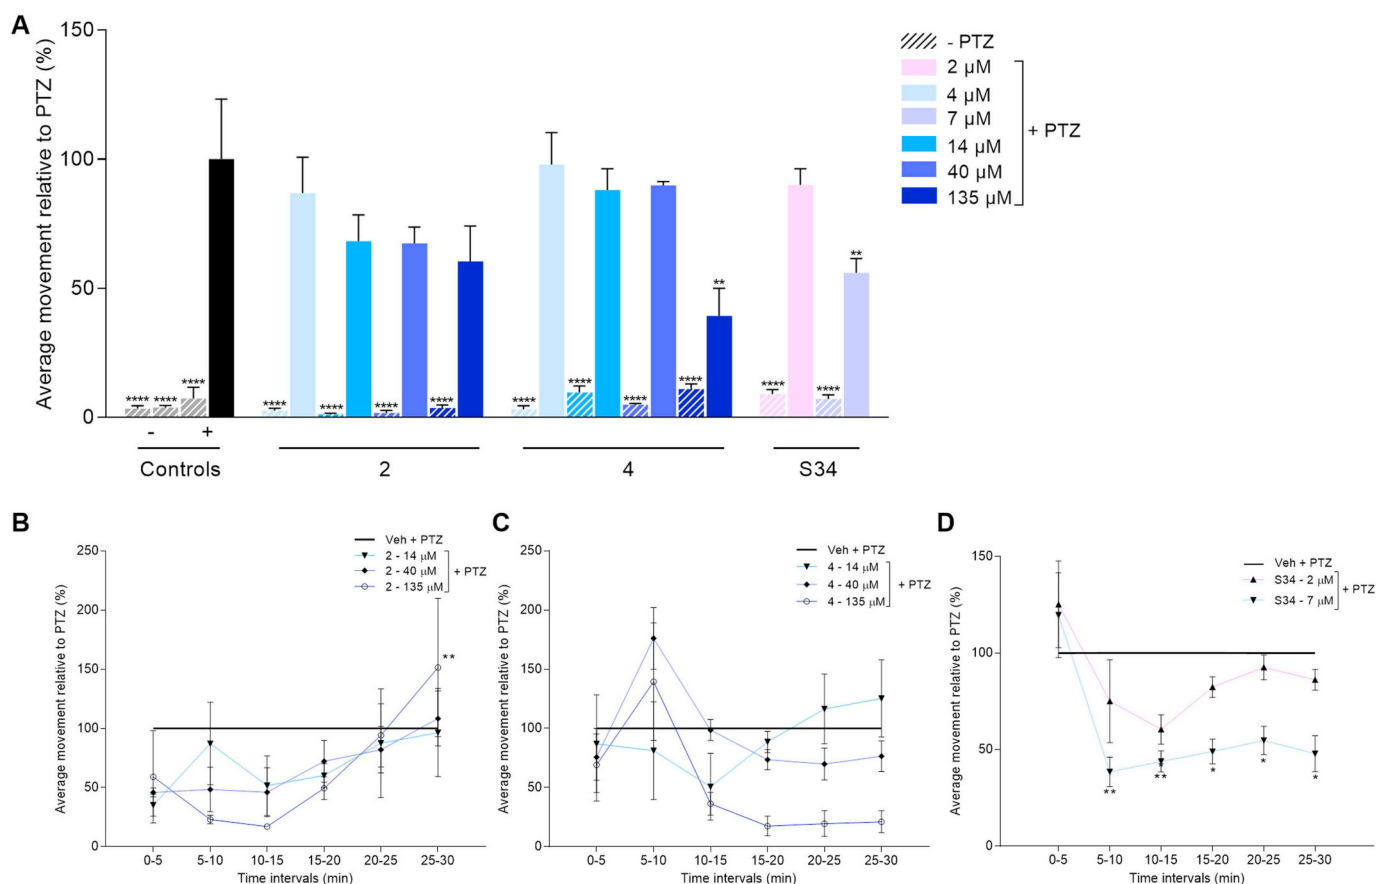 A
Average movement relative to PTZ (%)
150
100
50
0
- PTZ
2 µM
4 µM
7 µM
14 µM
40 µM
135 µM
+ PTZ
**** **** ****
**** **** **** ****
**** **** **** **** **
**** **** **
- +
Controls 2 4 S34
B
Average movement relative to PTZ (%)
250
200
150
100
50
0
Veh + PTZ
2 - 14 µM
2 - 40 µM
2 - 135 µM
+ PTZ
**
0-5 5-10 10-15 15-20 20-25 25-30
Time intervals (min)
C
Average movement relative to PTZ (%)
250
200
150
100
50
0
Veh + PTZ
4 - 14 µM
4 - 40 µM
4 - 135 µM
+ PTZ
0-5 5-10 10-15 15-20 20-25 25-30
Time intervals (min)
D
Average movement relative to PTZ (%)
150
100
50
0
Veh + PTZ
S34 - 2 µM
S34 - 7 µM
+ PTZ
** ** * * *
0-5 5-10 10-15 15-20 20-25 25-30
Time intervals (min)